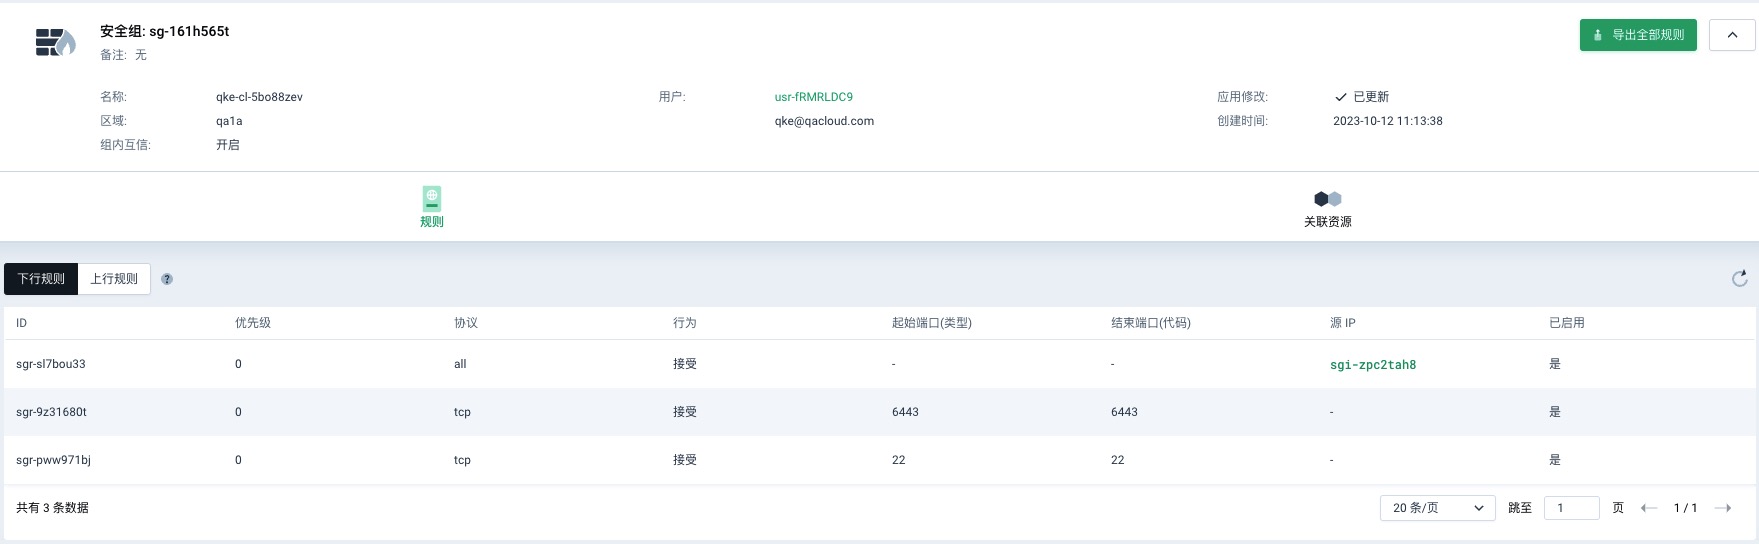 安全组: sg-161h565t
导出全部规则
备注: 无
名称: qke-cl-5bo88zev 用户: usr-fRMRLDC9 应用修改: 已更新
区域: qa1a qke@qacloud.com 创建时间: 2023-10-12 11:13:38
组内互信: 开启
规则 关联资源
下行规则 上行规则 ?
ID 优先级 协议 行为 起始端口(类型) 结束端口(代码) 源 IP 已启用
sgr-sl7bou33 0 all 接受 - - sgi-zpc2tah8 是
sgr-9z31680t 0 tcp 接受 6443 6443 - 是
sgr-pww971bj 0 tcp 接受 22 22 - 是
共有 3 条数据 20 条/页 跳至 1 页 1 / 1